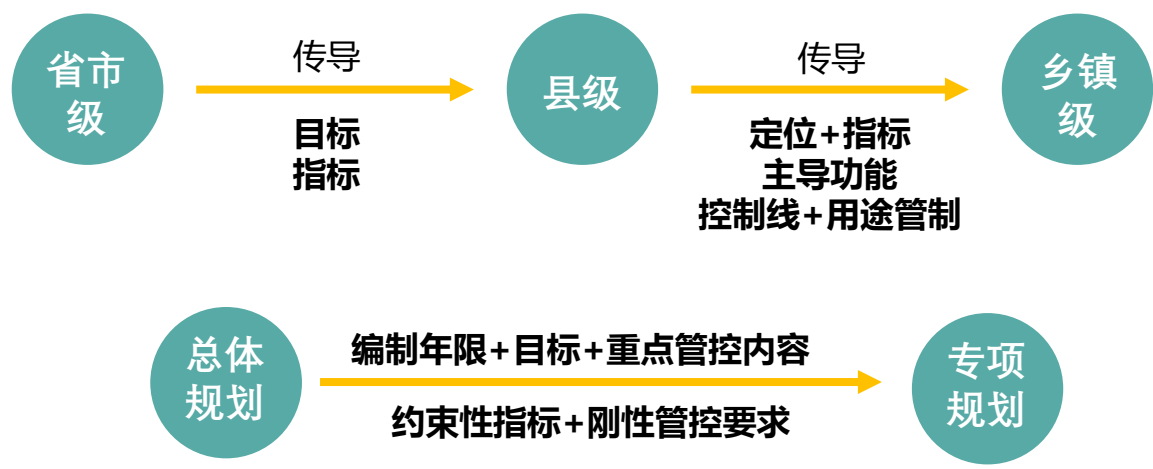 省市
级
传导
目标
指标
县级
传导
定位+指标
主导功能
控制线+用途管制
乡镇
级
总体
规划
编制年限+目标+重点管控内容
约束性指标+刚性管控要求
专项
规划